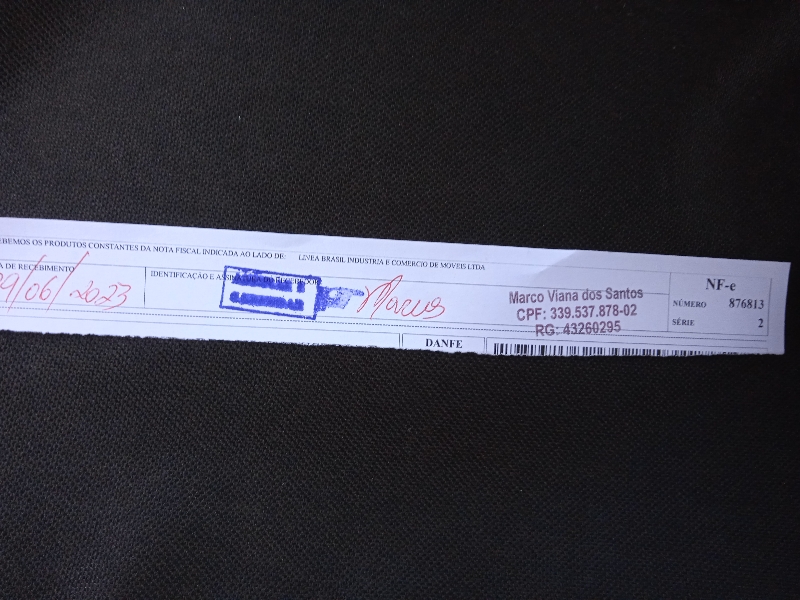 EBEMOS OS PRODUTOS CONSTANTES DA NOTA FISCAL INDICADA AO LADO DE: LINEA BRASIL INDUSTRIA E COMERCIO DE MOVEIS LTDA
A DE RECEBIMENTO
9/06/2023
IDENTIFICAÇÃO E ASSINATURA DO RECEBEDOR
Marco Viana dos Santos
CPF: 339.537.878-02
RG: 43260295
NF-e
NÚMERO 876813
SÉRIE 2
DANFE